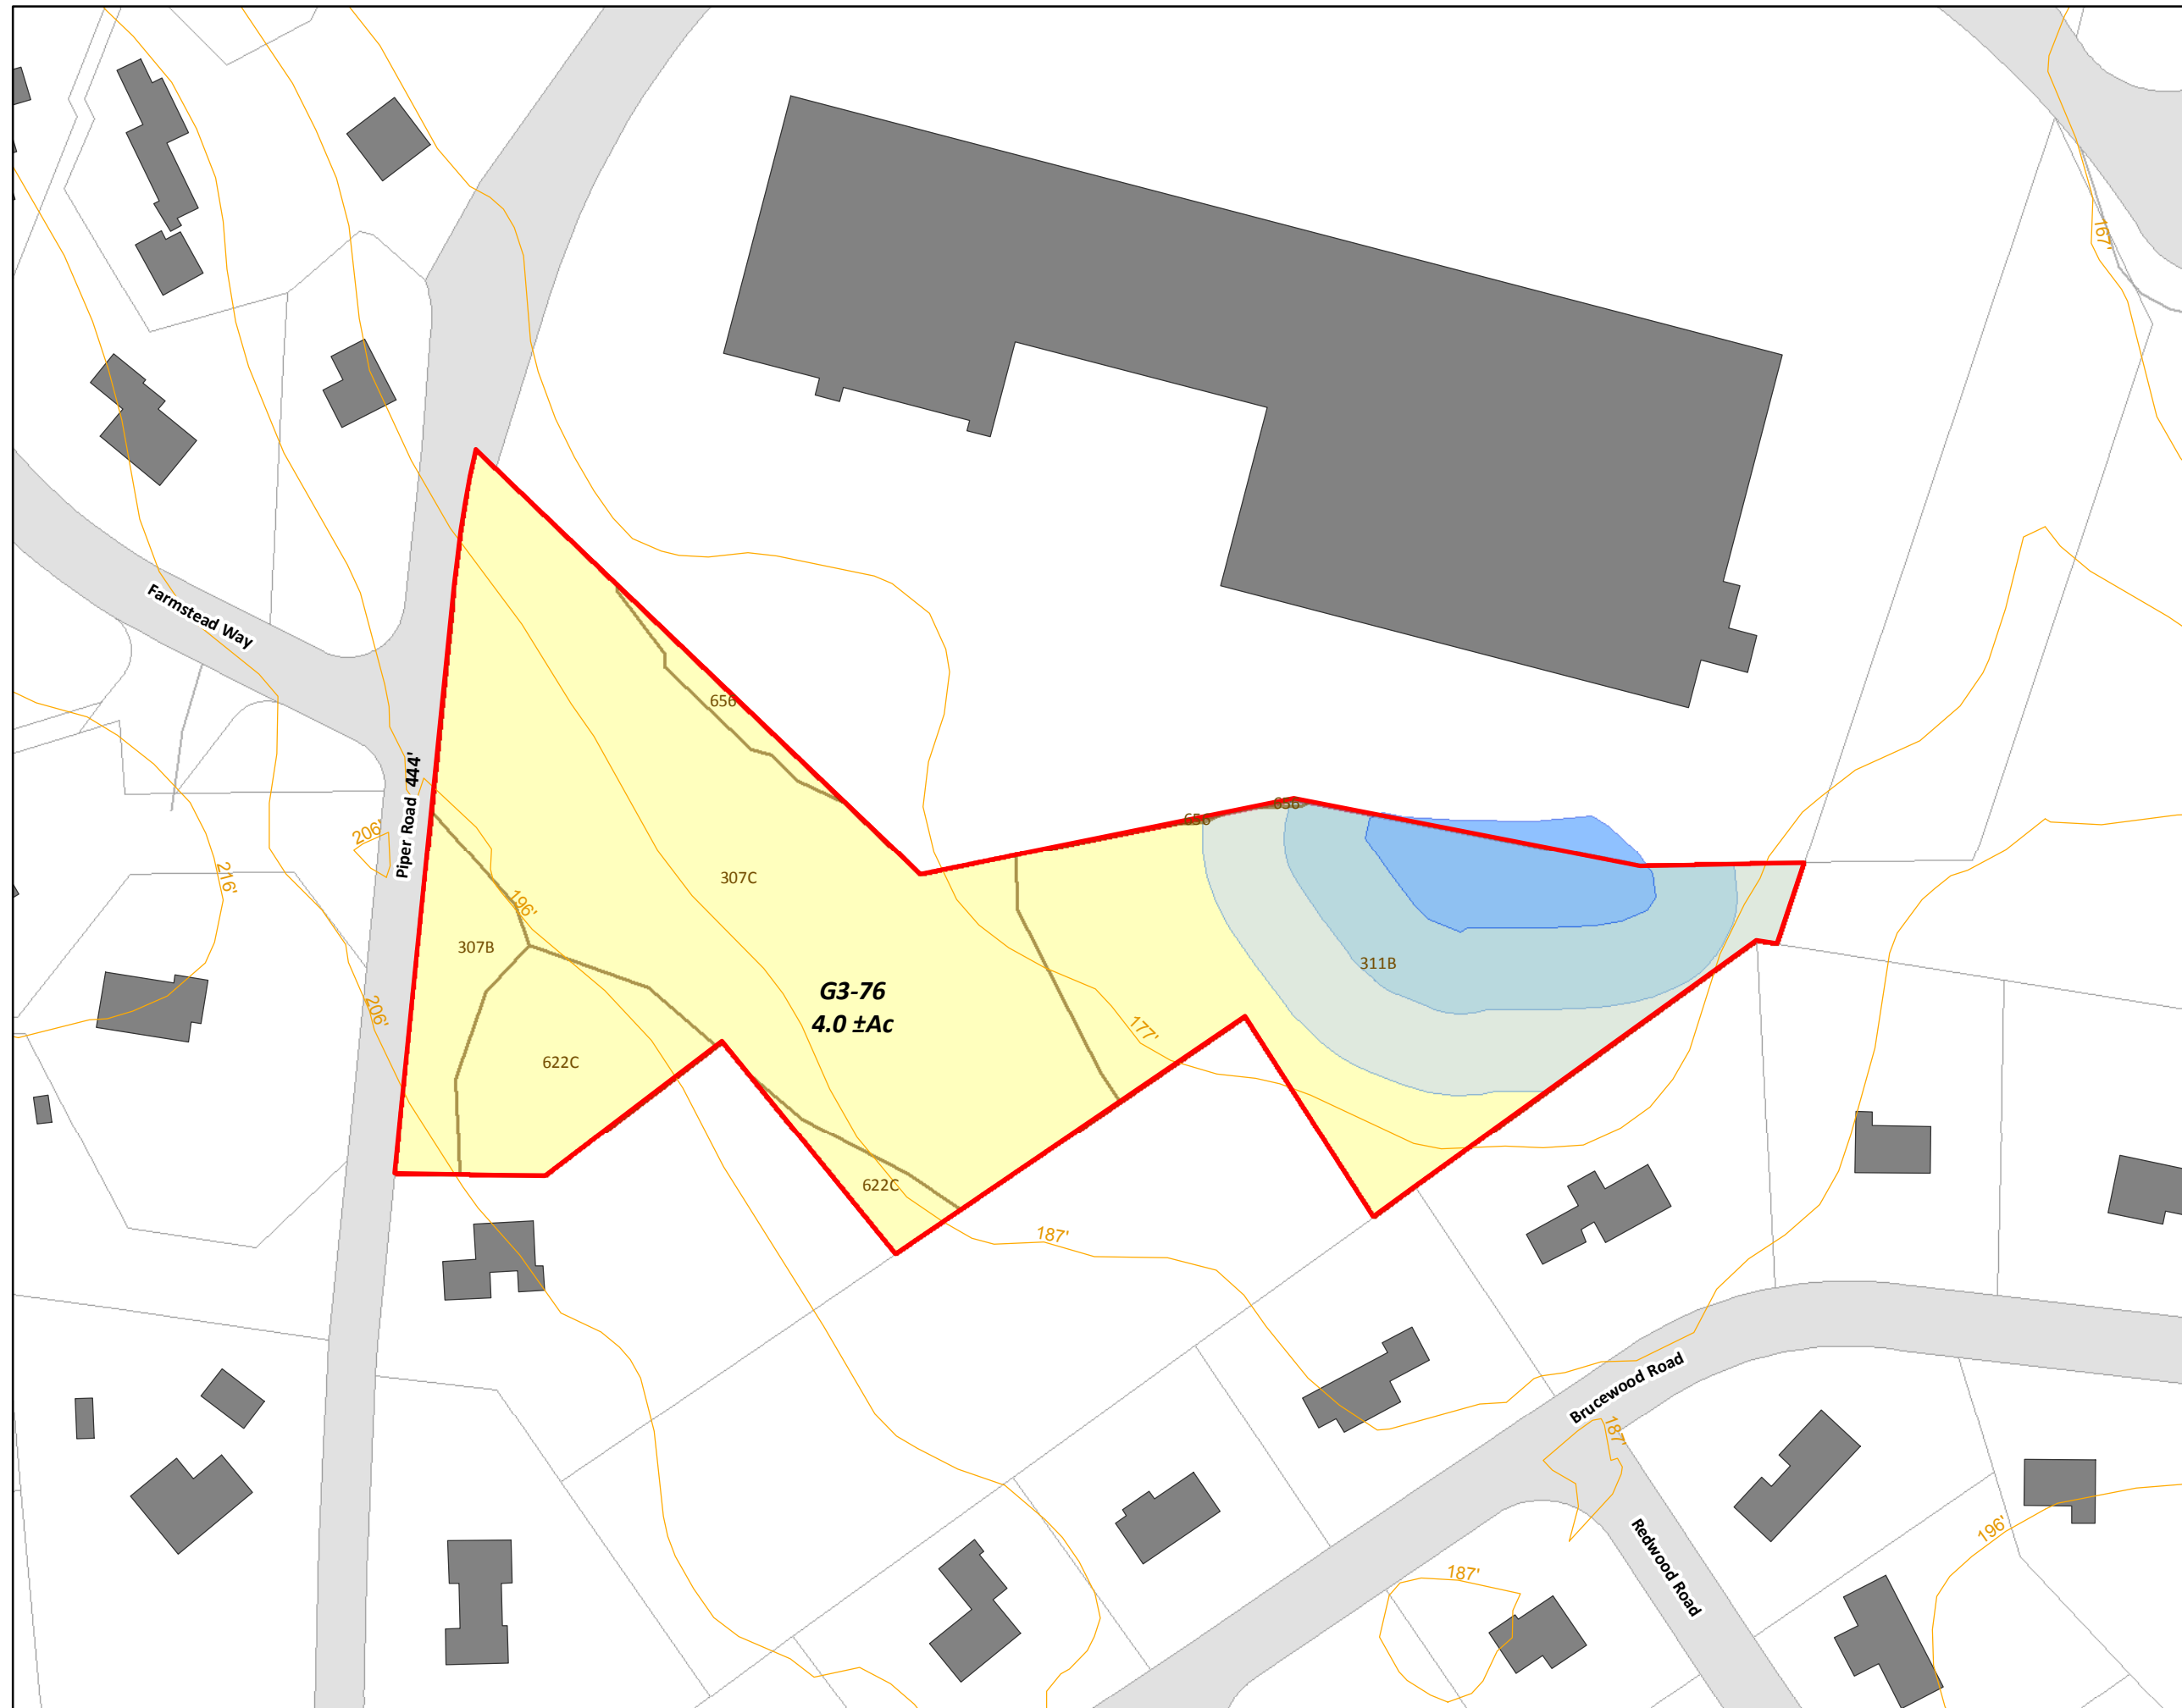 167'
Farmstead Way
656
Piper Road 444'
656
656
206'
216'
307C
196'
307B
311B
G3-76
4.0 ±Ac
206'
177'
622C
622C
187'
Brucewood Road
187'
Redwood Road
196'
187'